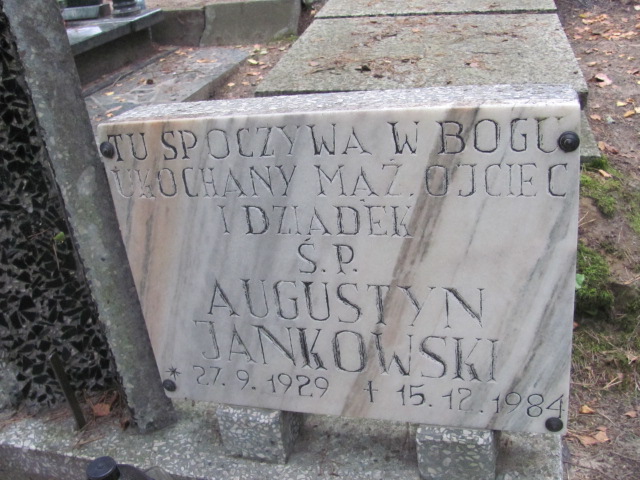 TU SPOCZYWA W BOGU
UKOCHANY MĄŻ. OJCIEC
I DZIADEK
Ś.P.
AUGUSTYN
JANKOWSKI
* 27. 9. 1929 † 15. 12. 1984